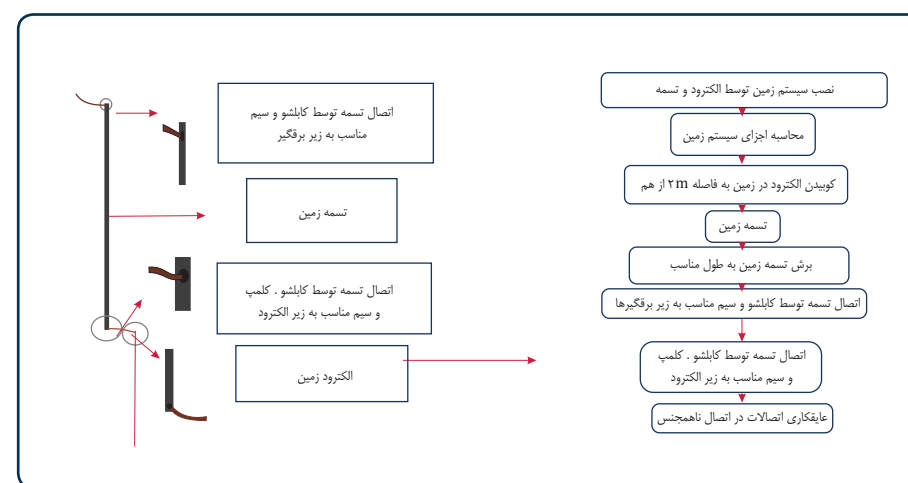 نصب سیستم زمین توسط الکترود و تسمه
محاسبه اجزای سیستم زمین
کوبیدن الکترود در زمین به فاصله ۲m از هم
تسمه زمین
برش تسمه زمین به طول مناسب
اتصال تسمه توسط کابلشو و سیم مناسب به زیر برقگیرها
اتصال تسمه توسط کابلشو . کلمپ
و سیم مناسب به زیر الکترود
عایقکاری اتصالات در اتصال ناهمجنس
اتصال تسمه توسط کابلشو و سیم
مناسب به زیر برقگیر
تسمه زمین
اتصال تسمه توسط کابلشو . کلمپ
و سیم مناسب به زیر الکترود
الکترود زمین